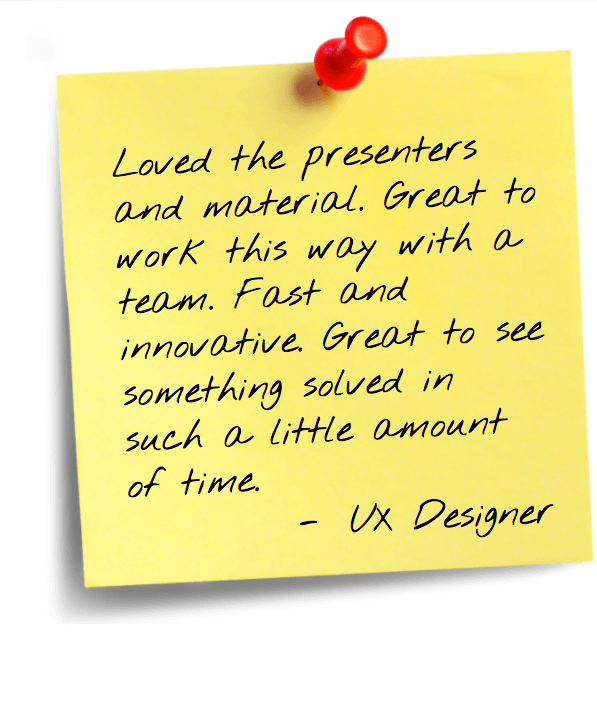 Loved the presenters
and material. Great to
work this way with a
team. Fast and
innovative. Great to see
something solved in
such a little amount
of time.
- UX Designer